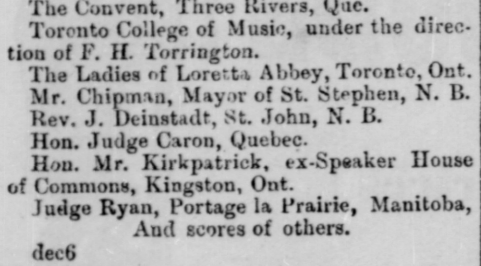 The Convent, Three Rivers, Que.
Toronto College of Music, under the direc-
tion of F. H. Torrington.
The Ladies of Loretta Abbey, Toronto, Ont.
Mr. Chipman, Mayor of St. Stephen, N. B.
Rev. J. Deinstadt, St. John, N. B.
Hon. Judge Caron, Quebec.
Hon. Mr. Kirkpatrick, ex-Speaker House
of Commons, Kingston, Ont.
Judge Ryan, Portage la Prairie, Manitoba,
And scores of others.
dec6